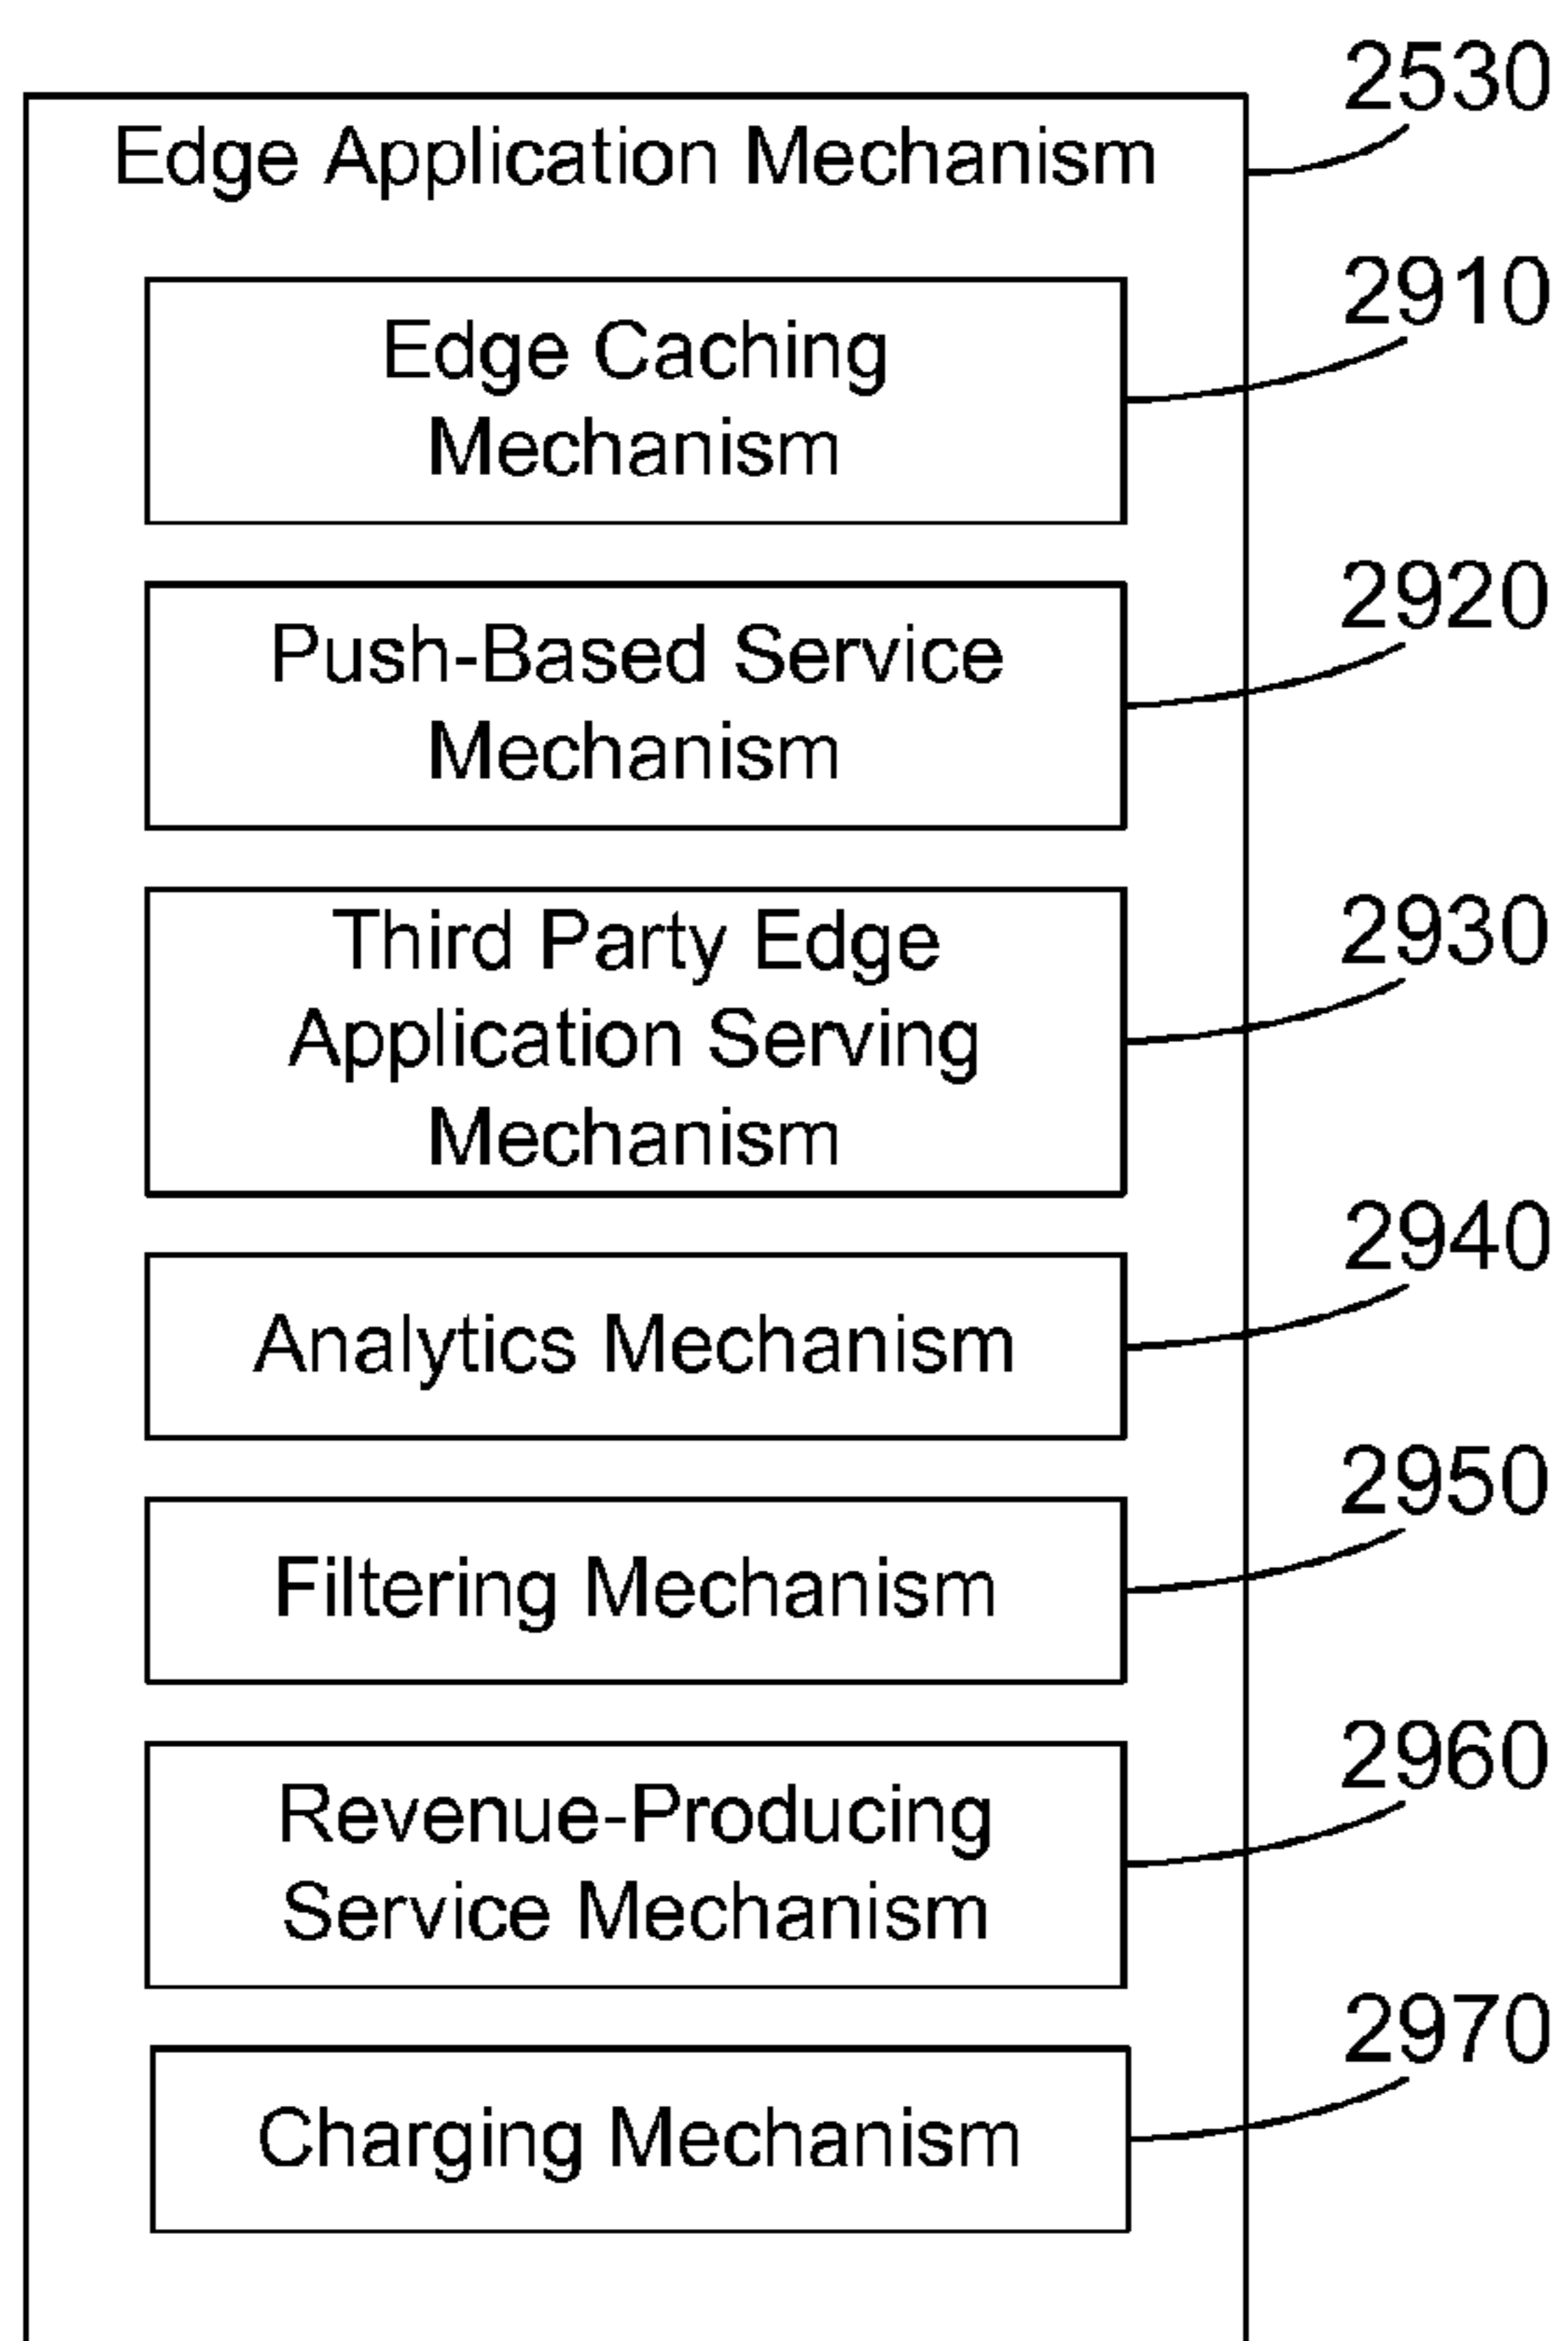 2530
Edge Application Mechanism
2910
Edge Caching
Mechanism
2920
Push-Based Service
Mechanism
2930
Third Party Edge
Application Serving
Mechanism
2940
Analytics Mechanism
2950
Filtering Mechanism
2960
Revenue-Producing
Service Mechanism
2970
Charging Mechanism